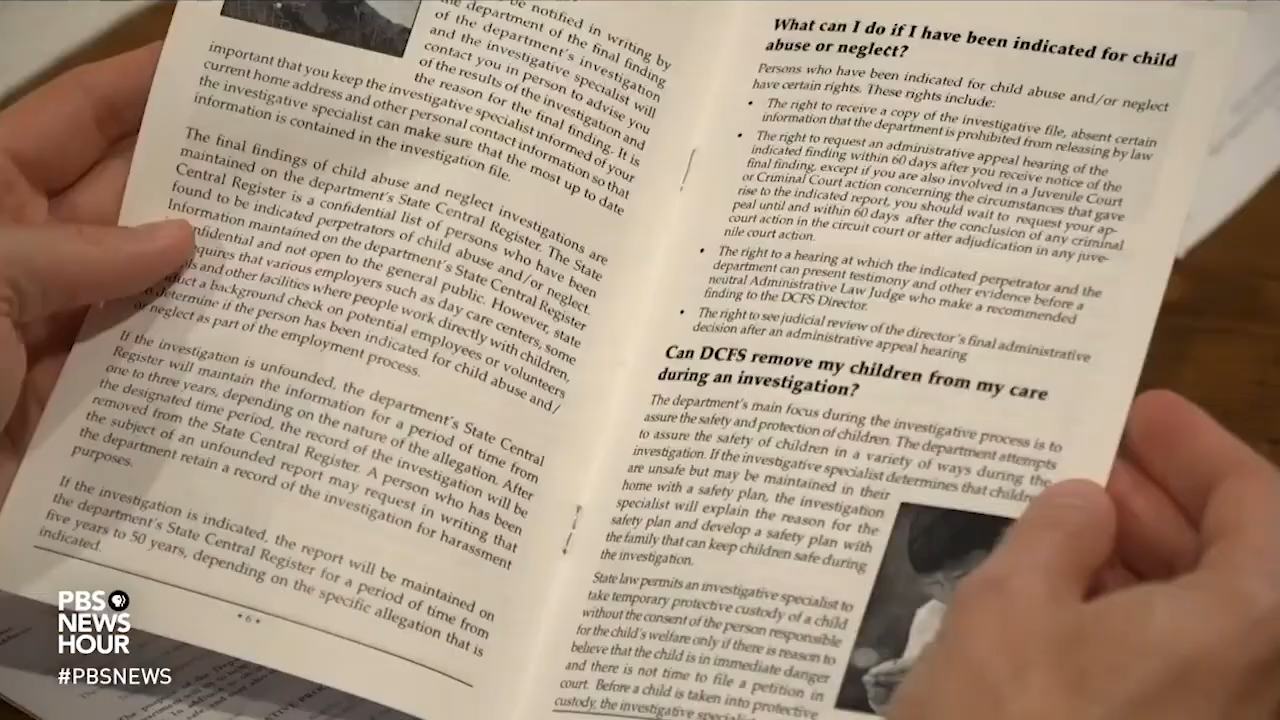 be notified in writing by
the department of the final finding
of the department's investigation
and the investigative specialist will
contact you in person to advise you
of the results of the investigation and
the reason for the final finding. It is
important that you keep the investigative specialist informed of your
current home address and other personal contact information so that
the investigative specialist can make sure that the most up to date
information is contained in the investigation file.
The final findings of child abuse and neglect investigations are
maintained on the department's State Central Register. The State
Central Register is a confidential list of persons who have been
found to be indicated perpetrators of child abuse and/or neglect.
Information maintained on the department's State Central Register
nfidential and not open to the general public. However, state
quires that various employers such as day care centers, some
ls and other facilities where people work directly with children,
duct a background check on potential employees or volunteers
determine if the person has been indicated for child abuse and/
or neglect as part of the employment process.
If the investigation is unfounded, the department's State Central
Register will maintain the information for a period of time from
one to three years, depending on the nature of the allegation. After
the designated time period, the record of the investigation will be
removed from the State Central Register. A person who has been
the subject of an unfounded report may request in writing that
the department retain a record of the investigation for harassment
purposes.
If the investigation is indicated, the report will be maintained on
the department's State Central Register for a period of time from
five years to 50 years, depending on the specific allegation that is
indicated.
• 6 •
What can I do if I have been indicated for child
abuse or neglect?
Persons who have been indicated for child abuse and/or neglect
have certain rights. These rights include:
• The right to receive a copy of the investigative file, absent certain
information that the department is prohibited from releasing by law
• The right to request an administrative appeal hearing of the
indicated finding within 60 days after you receive notice of the
final finding, except if you are also involved in a Juvenile Court
or Criminal Court action concerning the circumstances that gave
rise to the indicated report, you should wait to request your ap-
peal until and within 60 days after the conclusion of any criminal
court action in the circuit court or after adjudication in any juve-
nile court action.
• The right to a hearing at which the indicated perpetrator and the
department can present testimony and other evidence before a
neutral Administrative Law Judge who make a recommended
finding to the DCFS Director.
• The right to see judicial review of the director's final administrative
decision after an administrative appeal hearing
Can DCFS remove my children from my care
during an investigation?
The department's main focus during the investigative process is to
assure the safety and protection of children. The department attempts
to assure the safety of children in a variety of ways during the
investigation. If the investigative specialist determines that children
are unsafe but may be maintained in their
home with a safety plan, the investigation
specialist will explain the reason for the
safety plan and develop a safety plan with
the family that can keep children safe during
the investigation.
State law permits an investigative specialist to
take temporary protective custody of a child
without the consent of the person responsible
for the child's welfare only if there is reason to
believe that the child is in immediate danger
and there is not time to file a petition in
court. Before a child is taken into protective
custody, the investigative specialist
PBS
NEWS
HOUR
#PBSNEWS